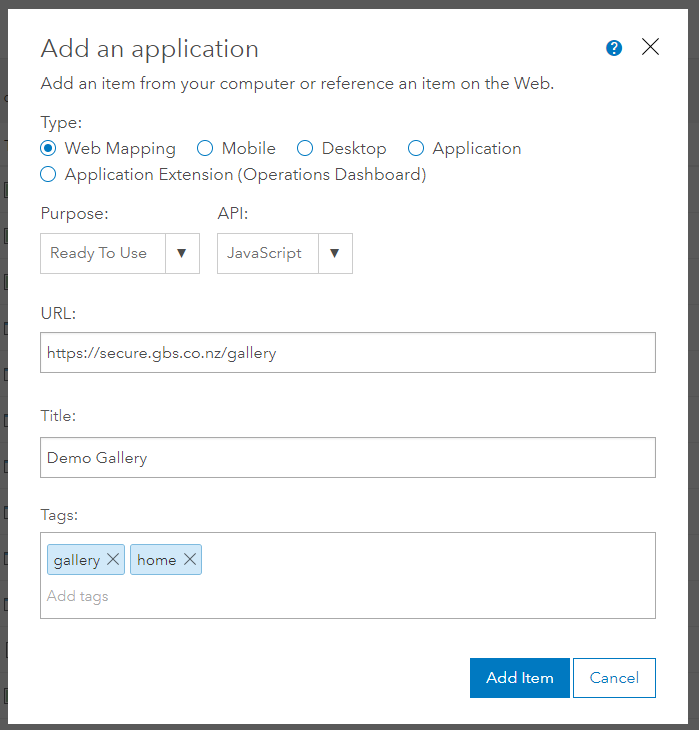 Add an application
Add an item from your computer or reference an item on the Web.
Type:
Web Mapping Mobile Desktop Application
Application Extension (Operations Dashboard)
Purpose: API:
Ready To Use JavaScript
URL:
https://secure.gbs.co.nz/gallery
Title:
Demo Gallery
Tags:
gallery home
Add tags
Add Item Cancel